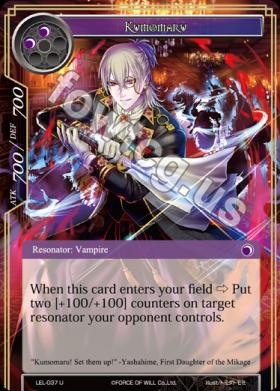 Kumomaru
ATK 700/DEF 700
fowtcg.us
Resonator: Vampire
When this card enters your field ⇨ Put
two [+100/+100] counters on target
resonator your opponent controls.
"Kumomaru! Set them up!" -Yashahime, First Daughter of the Mikage
LEL-037 U ©FORCE OF WILL Co.,Ltd.